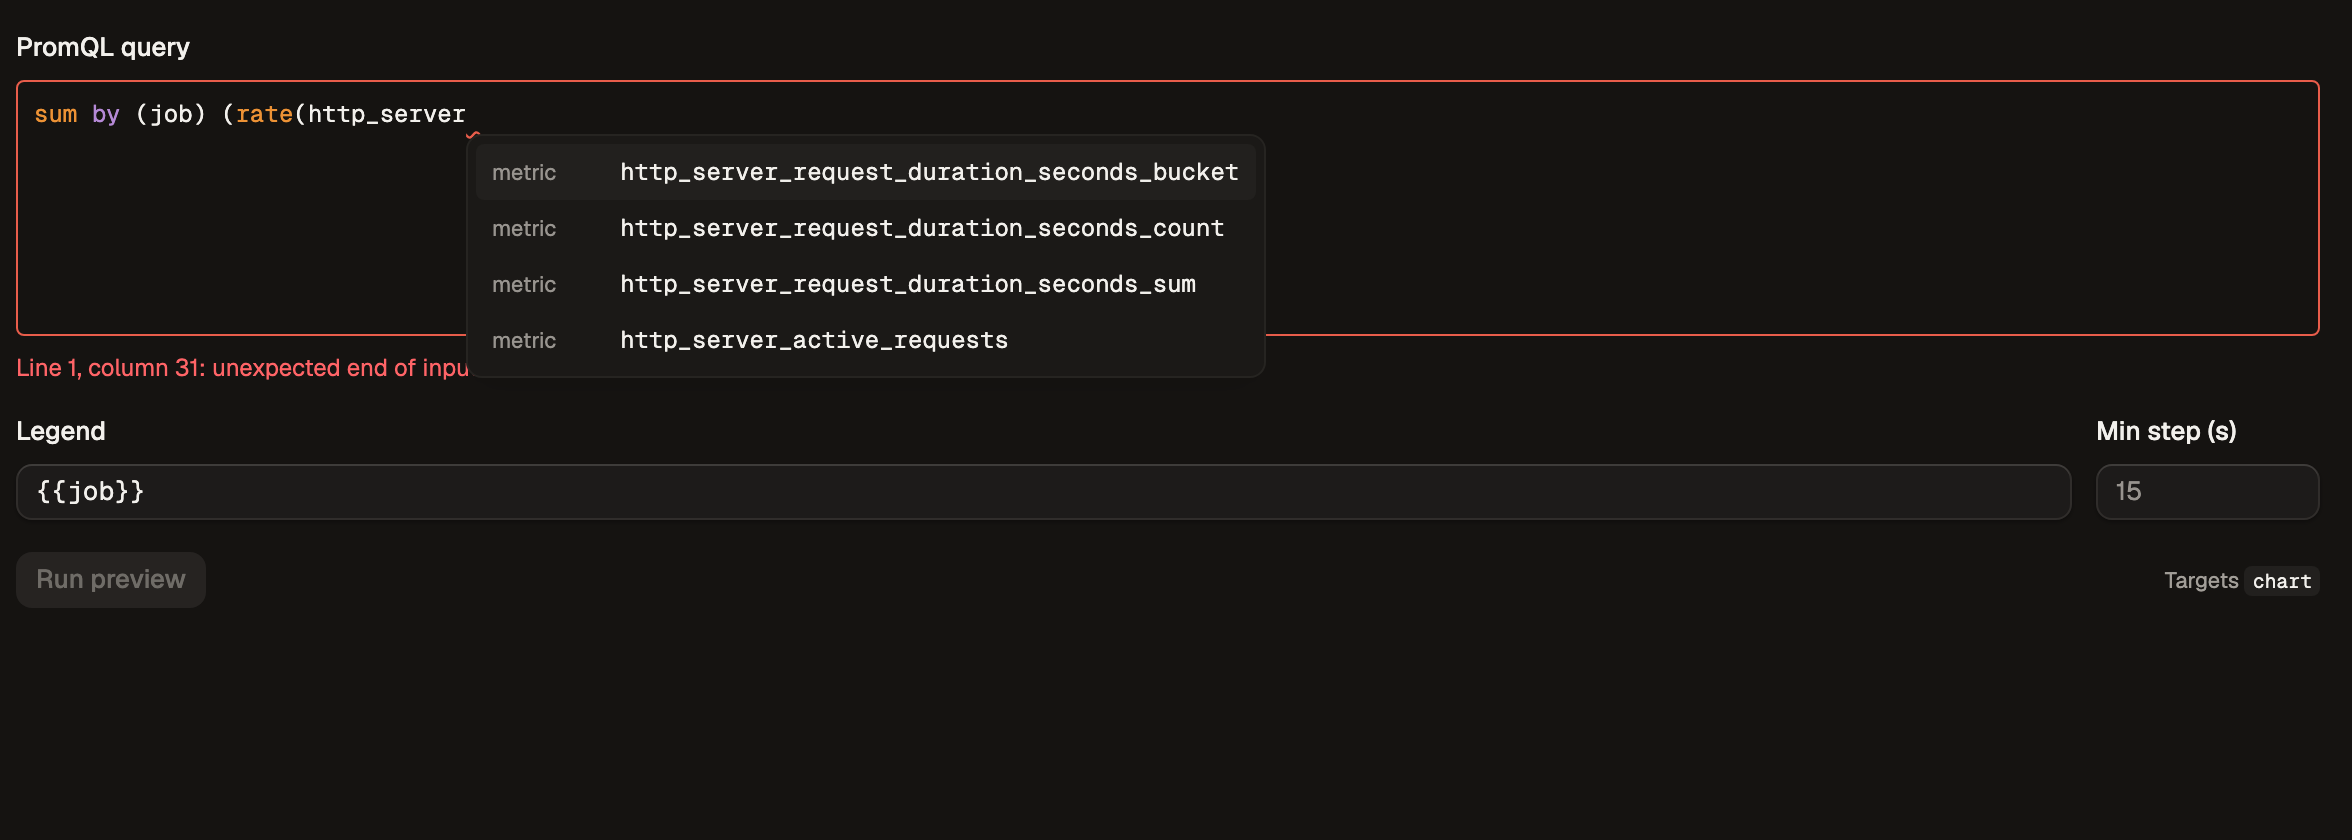 PromQL query
sum by (job) (rate(http_server
metric http_server_request_duration_seconds_bucket
metric http_server_request_duration_seconds_count
metric http_server_request_duration_seconds_sum
metric http_server_active_requests
Line 1, column 31: unexpected end of inpu
Legend
Min step (s)
{{job}}
15
Run preview
Targets chart